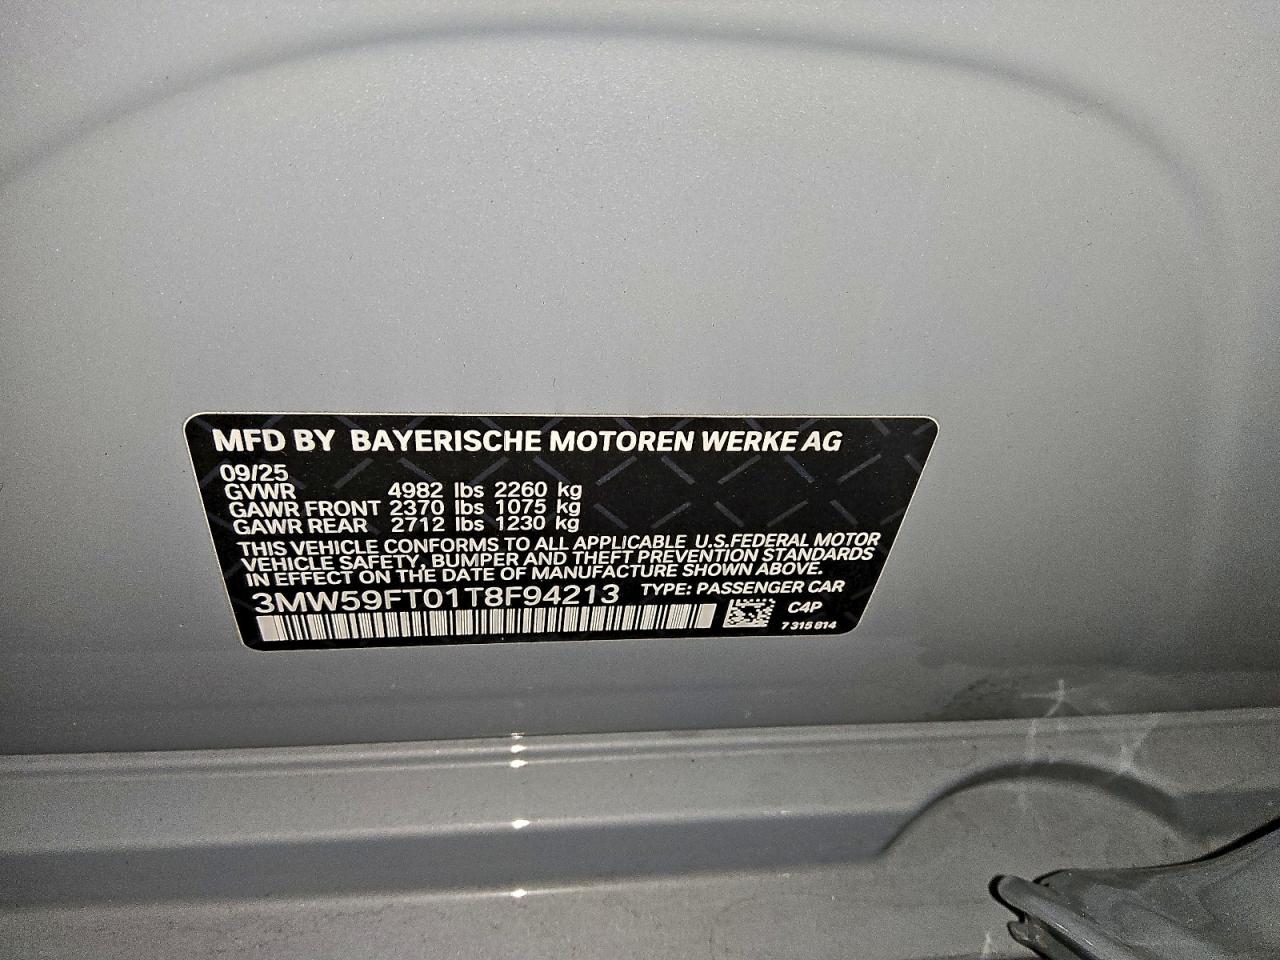 MFD BY BAYERISCHE MOTOREN WERKE AG
09/25
GVWR 4982 lbs 2260 kg
GAWR FRONT 2370 lbs 1075 kg
GAWR REAR 2712 lbs 1230 kg
THIS VEHICLE CONFORMS TO ALL APPLICABLE U.S.FEDERAL MOTOR
VEHICLE SAFETY, BUMPER AND THEFT PREVENTION STANDARDS
IN EFFECT ON THE DATE OF MANUFACTURE SHOWN ABOVE.
3MW59FT01T8F94213 TYPE: PASSENGER CAR
C4P
7 315 814